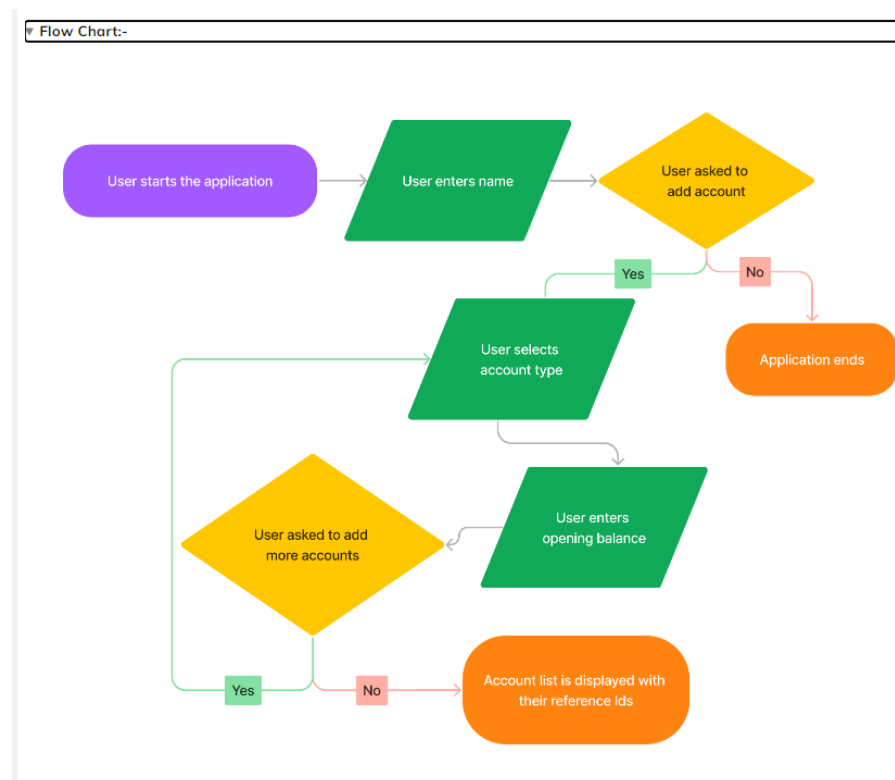 Flow Chart:-
User starts the application
User enters name
User asked to
add account
Yes
No
User selects
account type
Application ends
User enters
opening balance
User asked to add
more accounts
Yes
No
Account list is displayed with
their reference Ids